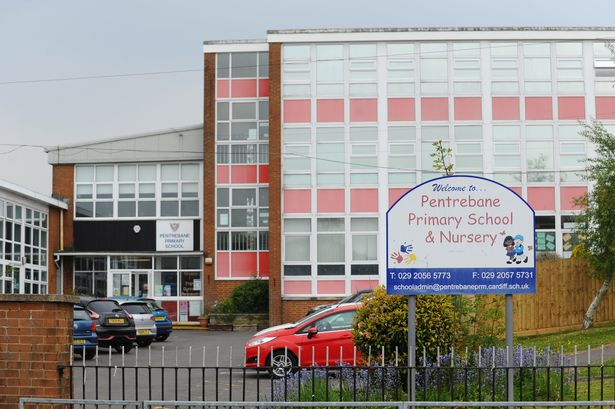 Welcome to...
Pentrebane
Primary School
& Nursery
T:
F:
029 2056 5773
029 2057 5731
schooladmin@pentrebaneprm.cardiff.sch.uk
PENTREBANE
PRIMARY SCHOOL